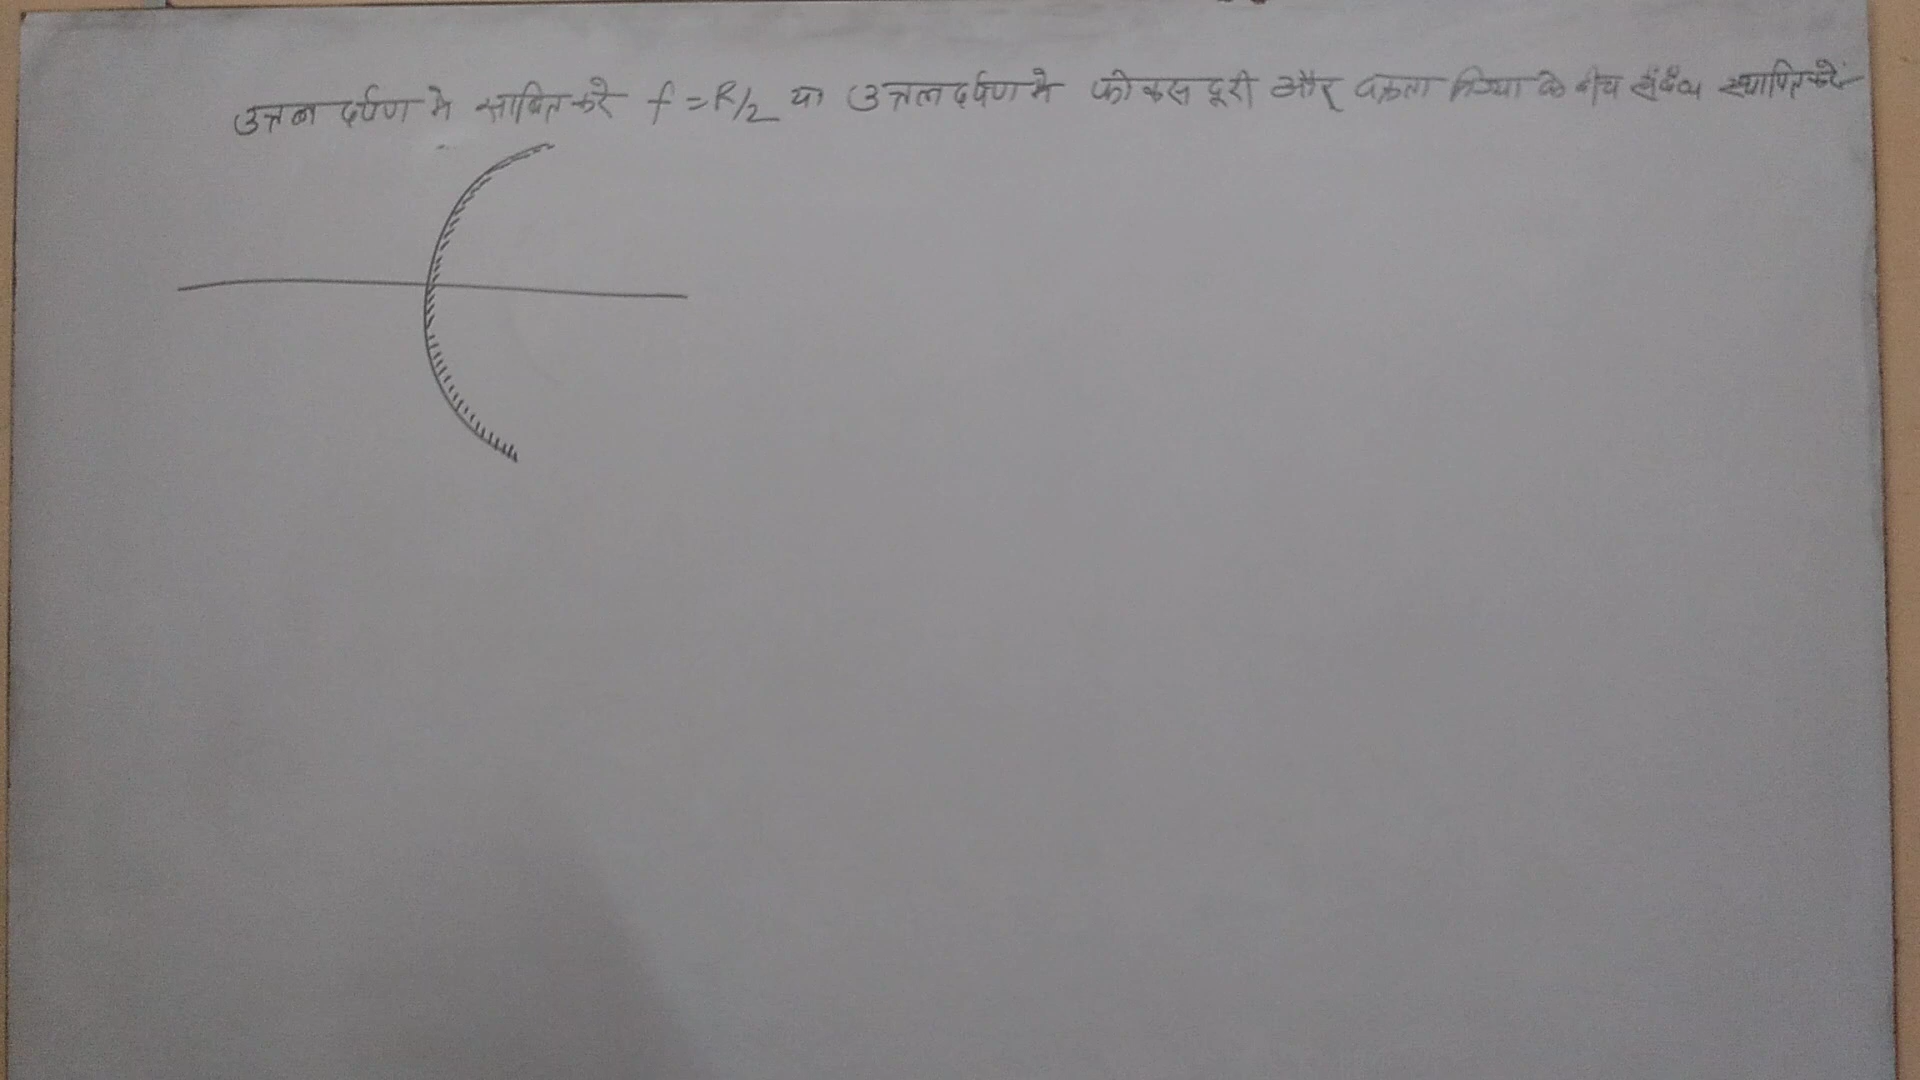 उत्तल दर्पण मे साबित करे f = R/2 या उत्तल दर्पण मे फोकस दूरी और वक्रता त्रिज्या के बीच संबंध स्थापित करें